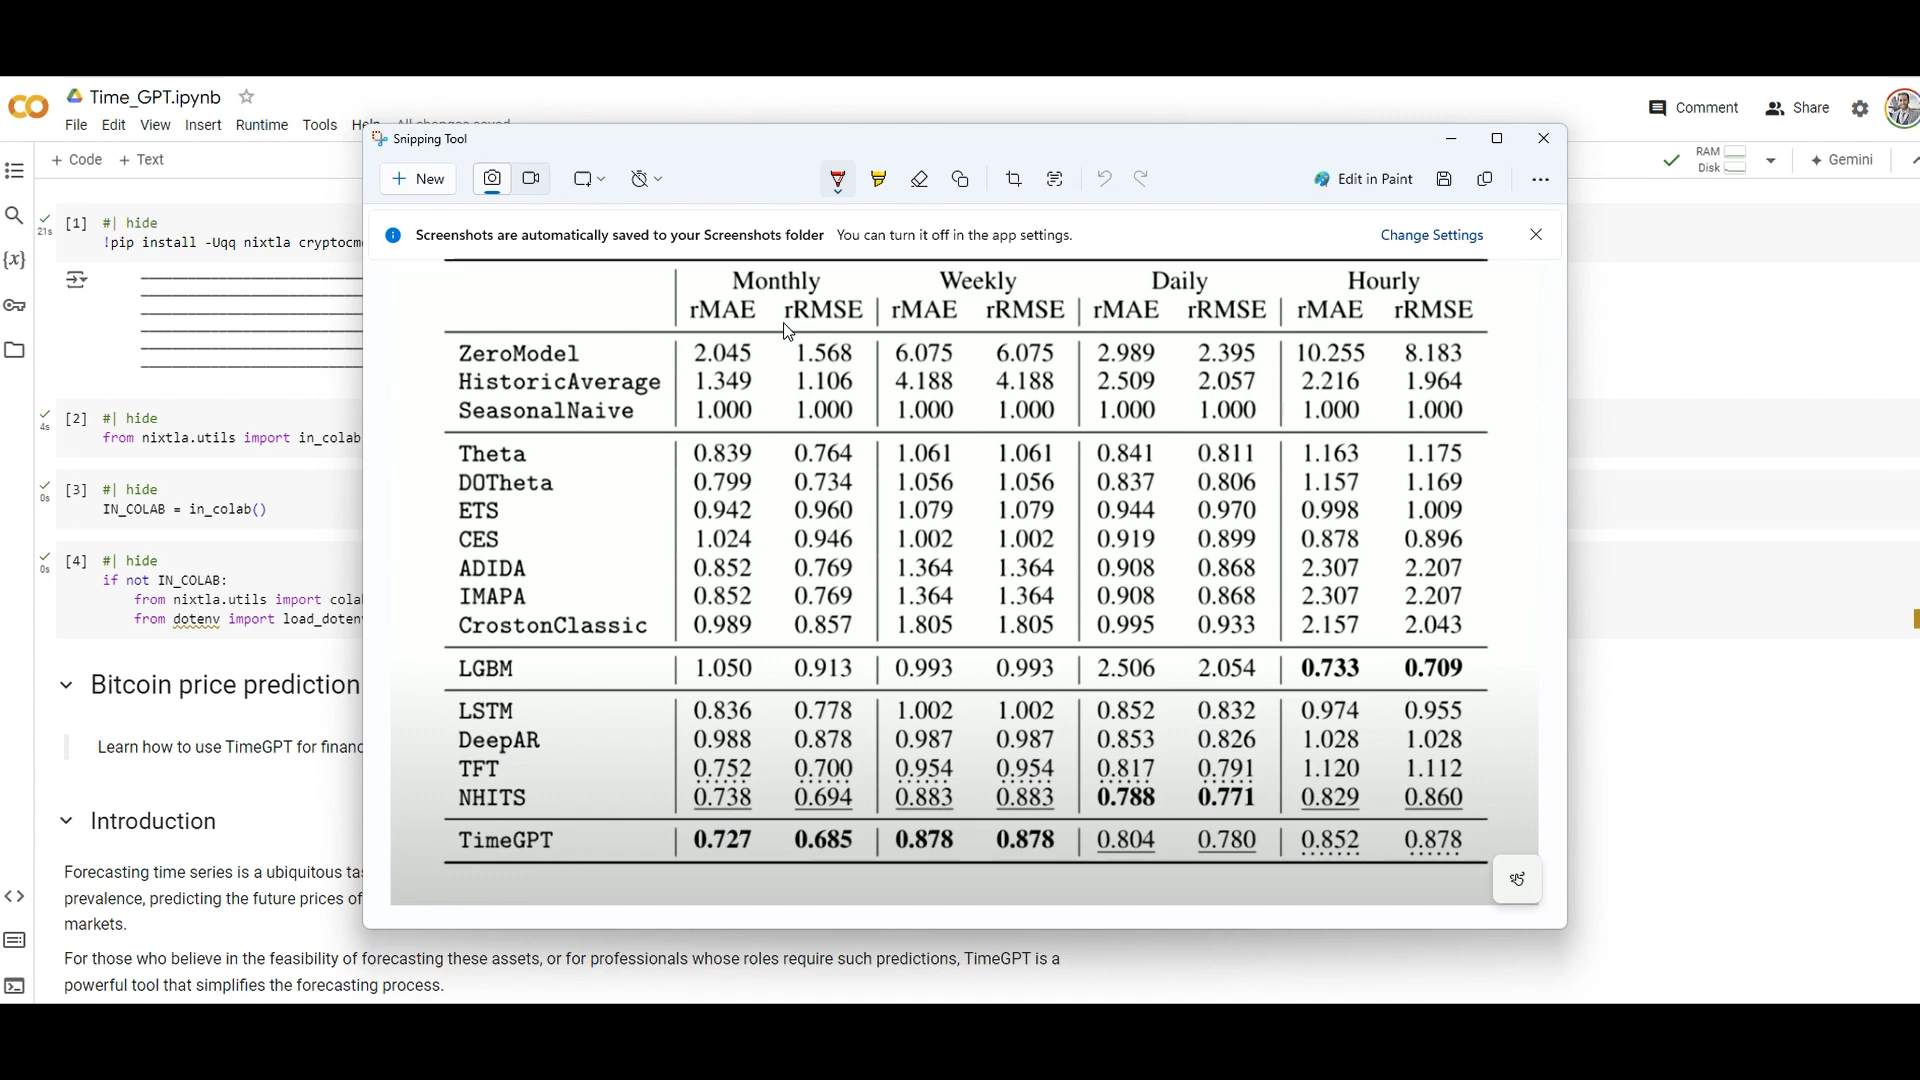 Time_GPT.ipynb
File Edit View Insert Runtime Tools Help All changes saved
Comment
Share
+ Code + Text
RAM
Disk
Gemini
Snipping Tool
New
Edit in Paint
Screenshots are automatically saved to your Screenshots folder You can turn it off in the app settings.
Change Settings
21s [1] #| hide
!pip install -Uqq nixtla
4s [2] #| hide
from nixtla.utils import in_colab
0s [3] #| hide
IN_COLAB = in_colab()
0s [4] #| hide
if not IN_COLAB:
from nixtla.utils import
from dotenv import
Bitcoin price prediction
Learn how to use TimeGPT for
Introduction
Forecasting time series is a ubiquitous
prevalence, predicting the future prices of
markets.
For those who believe in the feasibility of forecasting these assets, or for professionals whose roles require such predictions, TimeGPT is a
powerful tool that simplifies the forecasting process.
Monthly Weekly Daily Hourly
rMAE rRMSE rMAE rRMSE rMAE rRMSE rMAE rRMSE
ZeroModel 2.045 1.568 6.075 6.075 2.989 2.395 10.255 8.183
HistoricAverage 1.349 1.106 4.188 4.188 2.509 2.057 2.216 1.964
SeasonalNaive 1.000 1.000 1.000 1.000 1.000 1.000 1.000 1.000
Theta 0.839 0.764 1.061 1.061 0.841 0.811 1.163 1.175
DOTheta 0.799 0.734 1.056 1.056 0.837 0.806 1.157 1.169
ETS 0.942 0.960 1.079 1.079 0.944 0.970 0.998 1.009
CES 1.024 0.946 1.002 1.002 0.919 0.899 0.878 0.896
ADIDA 0.852 0.769 1.364 1.364 0.908 0.868 2.307 2.207
IMAPA 0.852 0.769 1.364 1.364 0.908 0.868 2.307 2.207
CrostonClassic 0.989 0.857 1.805 1.805 0.995 0.933 2.157 2.043
LGBM 1.050 0.913 0.993 0.993 2.506 2.054 0.733 0.709
LSTM 0.836 0.778 1.002 1.002 0.852 0.832 0.974 0.955
DeepAR 0.988 0.878 0.987 0.987 0.853 0.826 1.028 1.028
TFT 0.752 0.700 0.954 0.954 0.817 0.791 1.120 1.112
NHITS 0.738 0.694 0.883 0.883 0.788 0.771 0.829 0.860
TimeGPT 0.727 0.685 0.878 0.878 0.804 0.780 0.852 0.878